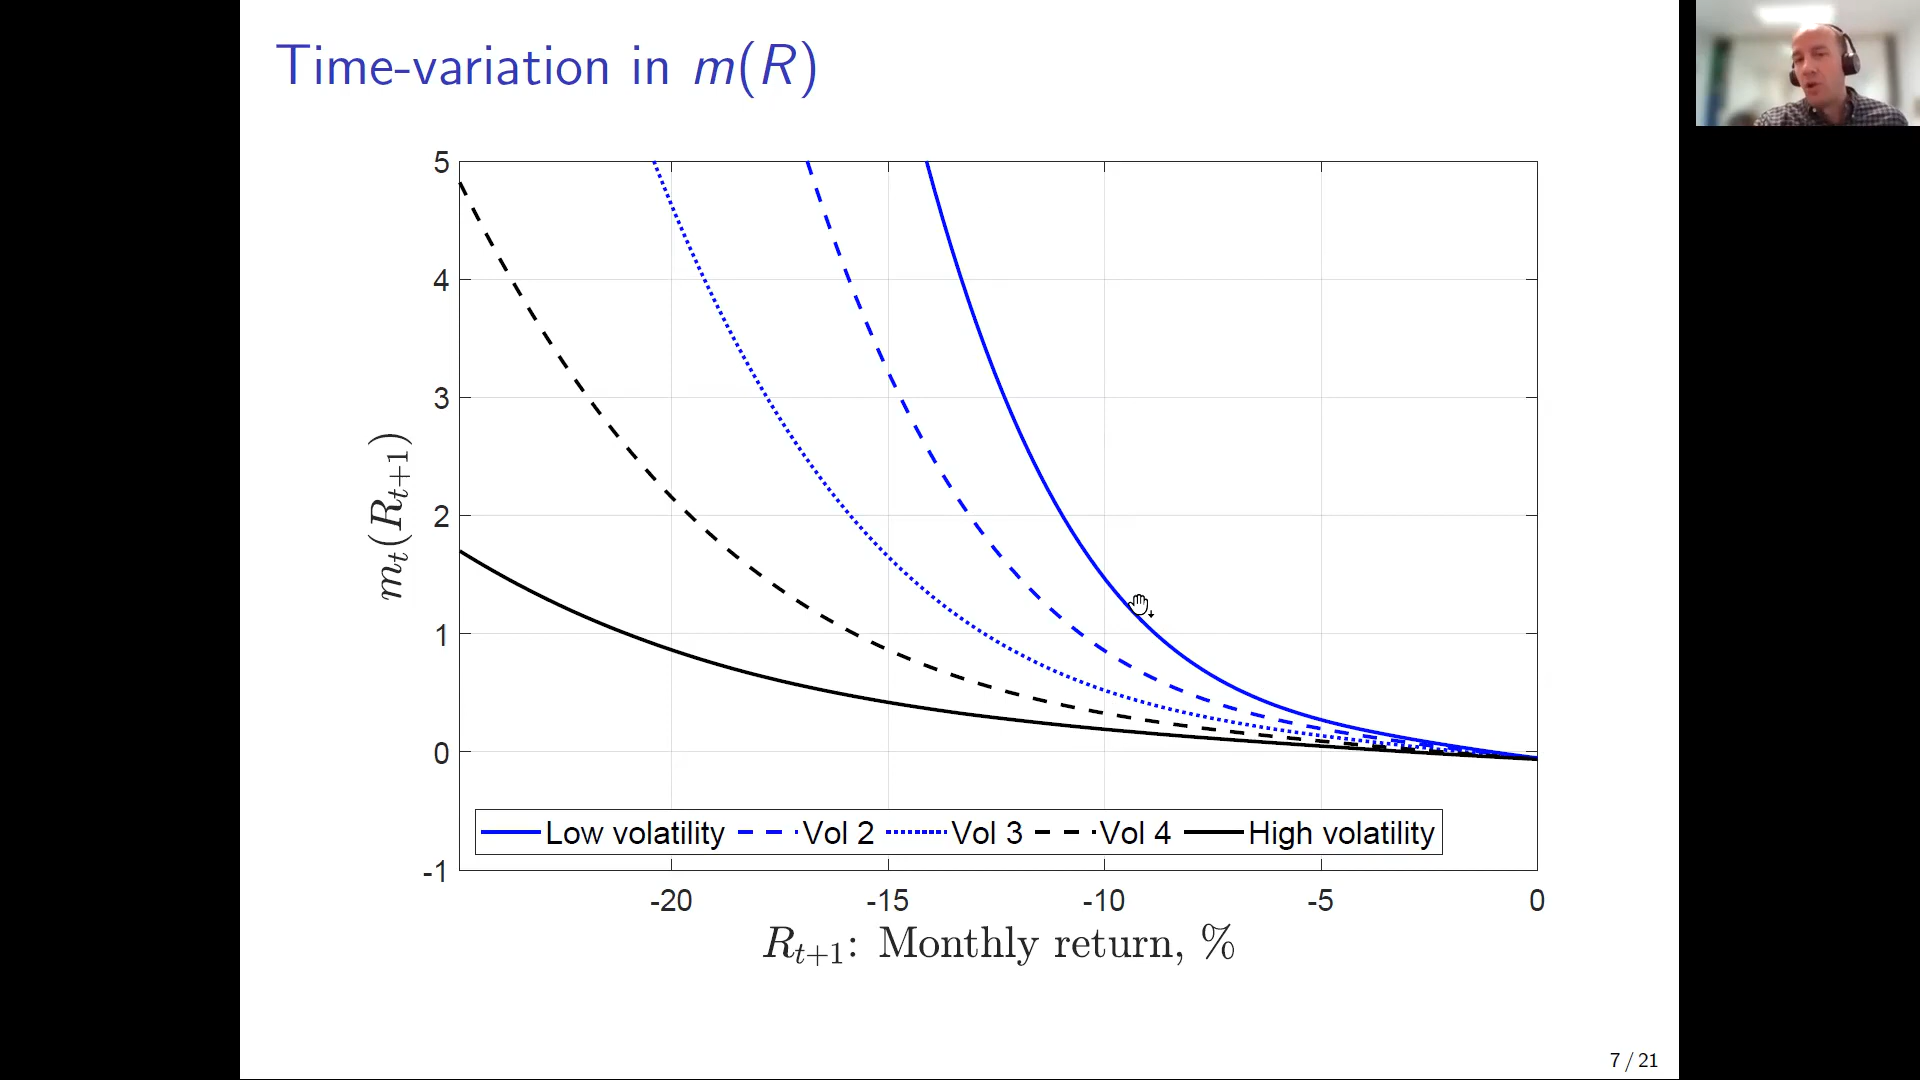 Time-variation in m(R)
5
4
3
2
1
0
-1
m_t(R_{t+1})
Low volatility Vol 2 Vol 3 Vol 4 High volatility
-20 -15 -10 -5 0
R_{t+1}: Monthly return, %
7 / 21